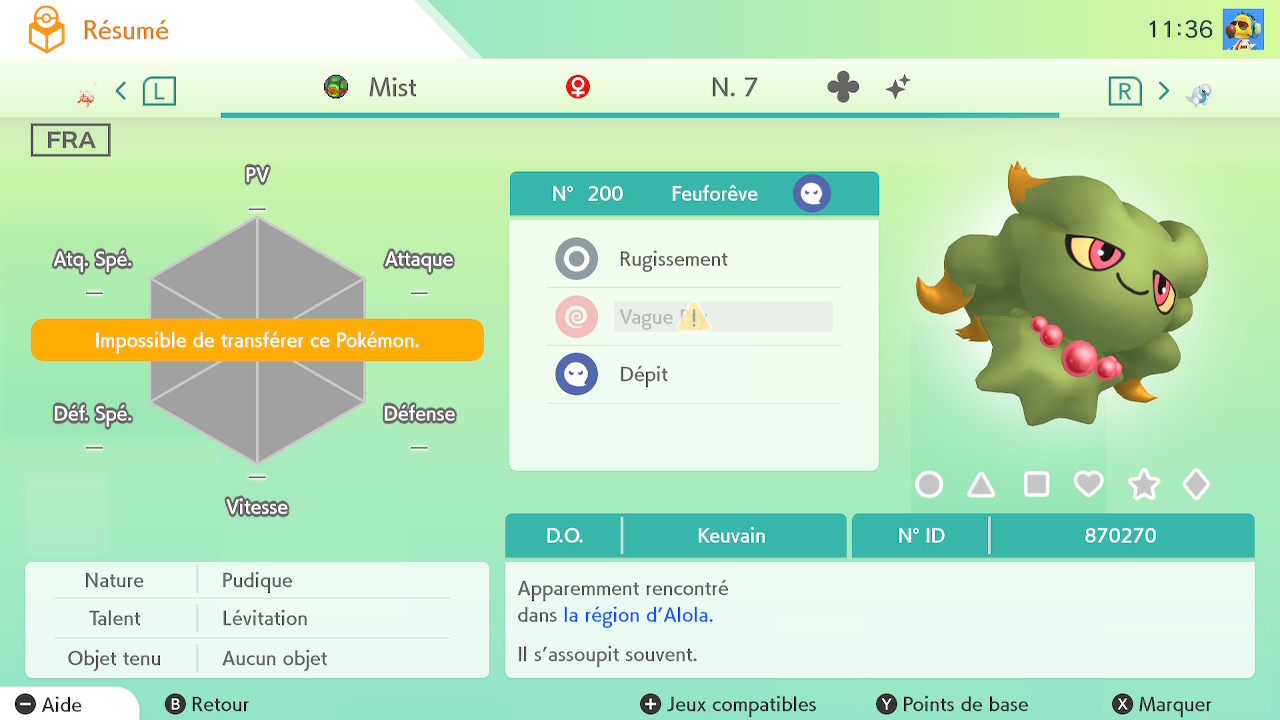 Résumé
11:36
L
Mist
N. 7
R
FRA
PV
Atq. Spé.
Attaque
Impossible de transférer ce Pokémon.
Déf. Spé.
Défense
Vitesse
N° 200 Feuforêve
Rugissement
Vague
Dépit
D.O. Keuvain
N° ID 870270
Apparemment rencontré
dans la région d'Alola.
Il s'assoupit souvent.
Nature Pudique
Talent Lévitation
Objet tenu Aucun objet
Aide
B Retour
Jeux compatibles
Y Points de base
X Marquer